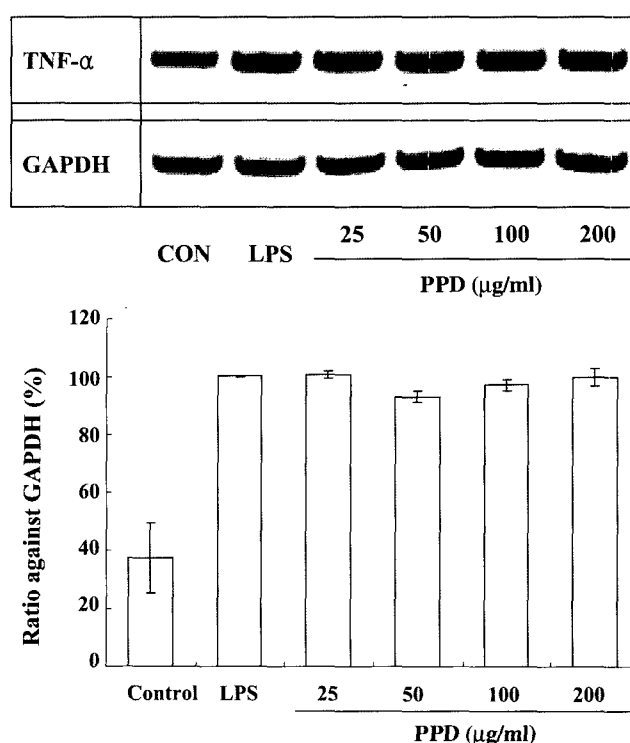 TNF-α
GAPDH
CON LPS 25 50 100 200
PPD (μg/ml)
Ratio against GAPDH (%)
120
100
80
60
40
20
0
Control LPS 25 50 100 200
PPD (μg/ml)